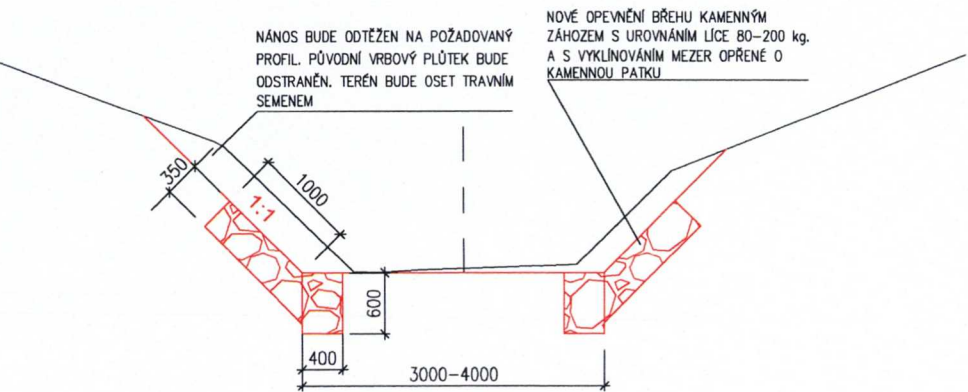 NÁNOS BUDE ODTĚŽEN NA POŽADOVANÝ
PROFIL. PŮVODNÍ VRBOVÝ PLŮTEK BUDE
ODSTRANĚN. TERÉN BUDE OSET TRAVNÍM
SEMENEM
NOVÉ OPEVNĚNÍ BŘEHU KAMENNÝM
ZÁHOZEM S UROVNÁNÍM LÍCE 80-200 kg.
A S VYKLÍNOVÁNÍM MEZER OPŘENÉ O
KAMENNOU PATKU
350
1000
1:1
600
400
3000-4000